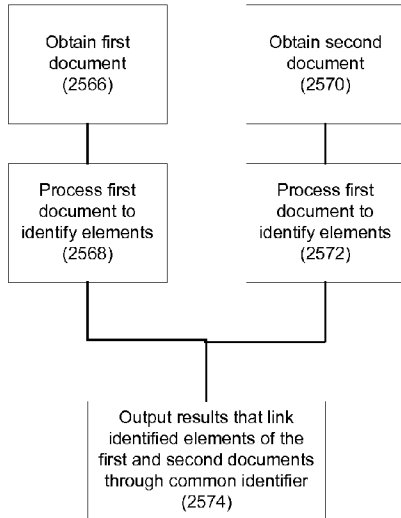 Obtain first
document
(2566)
Obtain second
document
(2570)
Process first
document to
identify elements
(2568)
Process first
document to
identify elements
(2572)
Output results that link
identified elements of the
first and second documents
through common identifier
(2574)